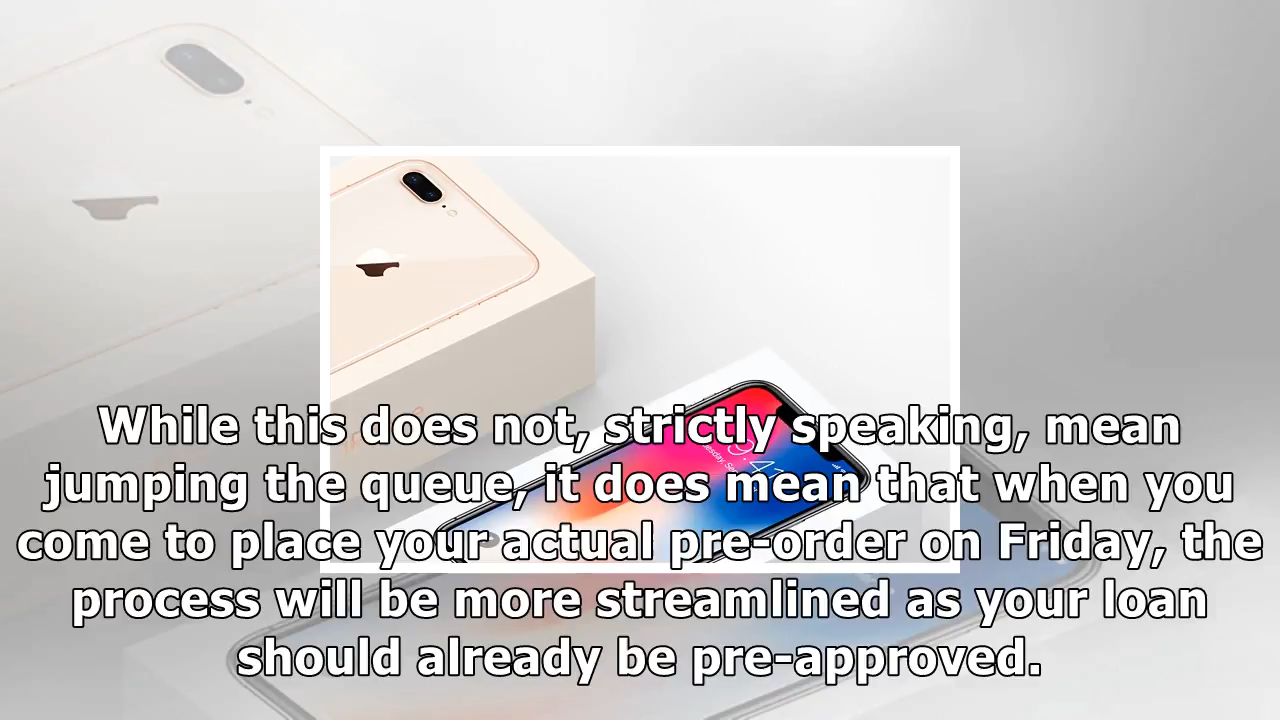 While this does not, strictly speaking, mean
jumping the queue, it does mean that when you
come to place your actual pre-order on Friday, the
process will be more streamlined as your loan
should already be pre-approved.
9:41